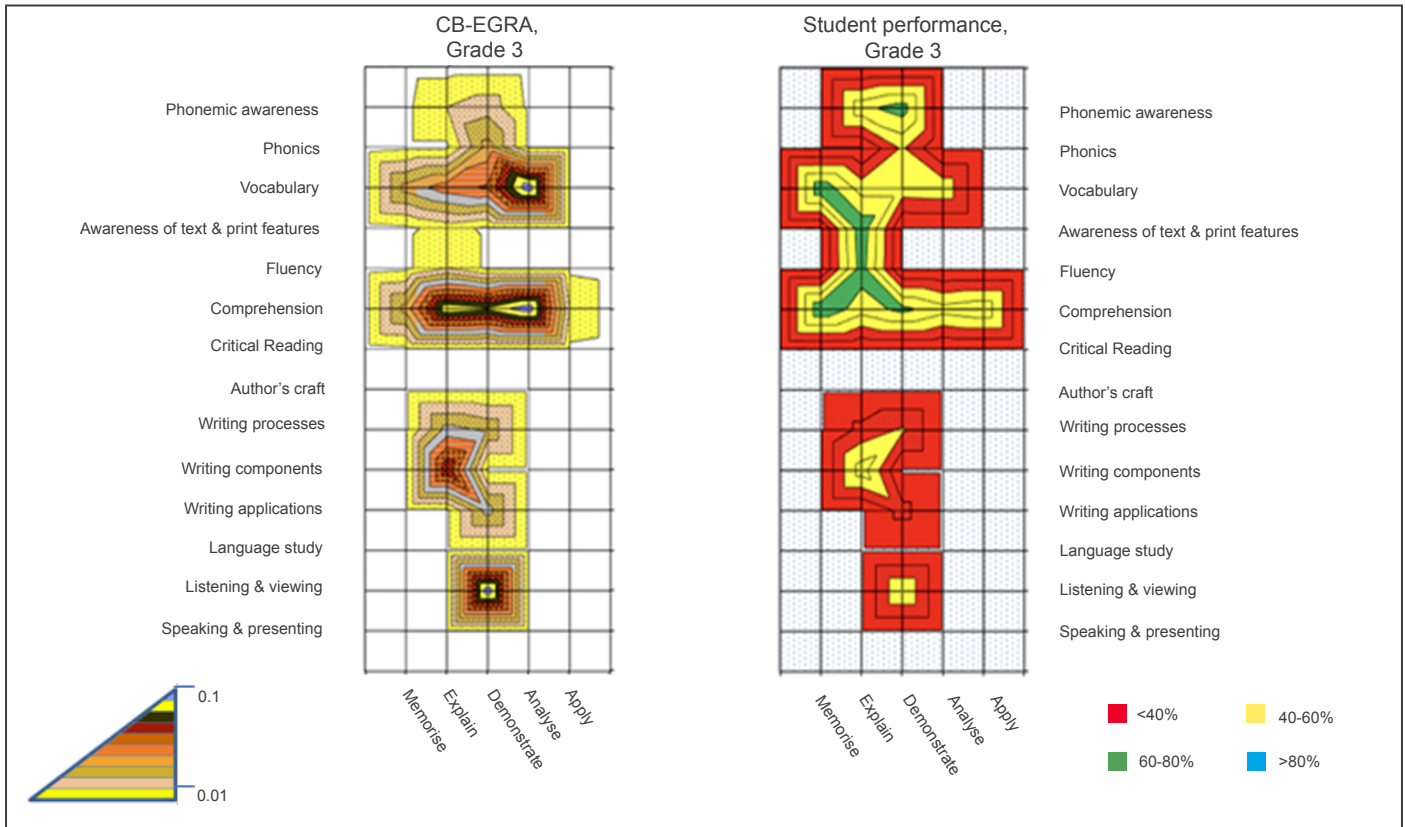 CB-EGRA,
Grade 3
Phonemic awareness
Phonics
Vocabulary
Awareness of text & print features
Fluency
Comprehension
Critical Reading
Author's craft
Writing processes
Writing components
Writing applications
Language study
Listening & viewing
Speaking & presenting
Memorise
Explain
Demonstrate
Analyse
Apply
0.1
0.01
Student performance,
Grade 3
Phonemic awareness
Phonics
Vocabulary
Awareness of text & print features
Fluency
Comprehension
Critical Reading
Author's craft
Writing processes
Writing components
Writing applications
Language study
Listening & viewing
Speaking & presenting
Memorise
Explain
Demonstrate
Analyse
Apply
<40%
40-60%
60-80%
>80%